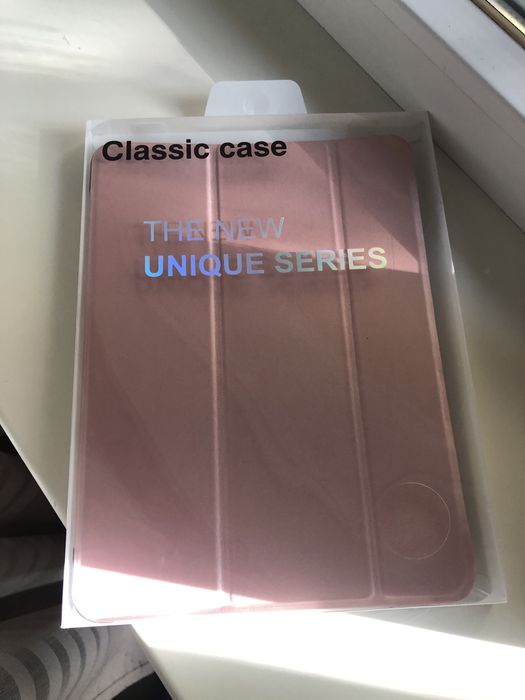 Classic case
THE NEW
UNIQUE SERIES